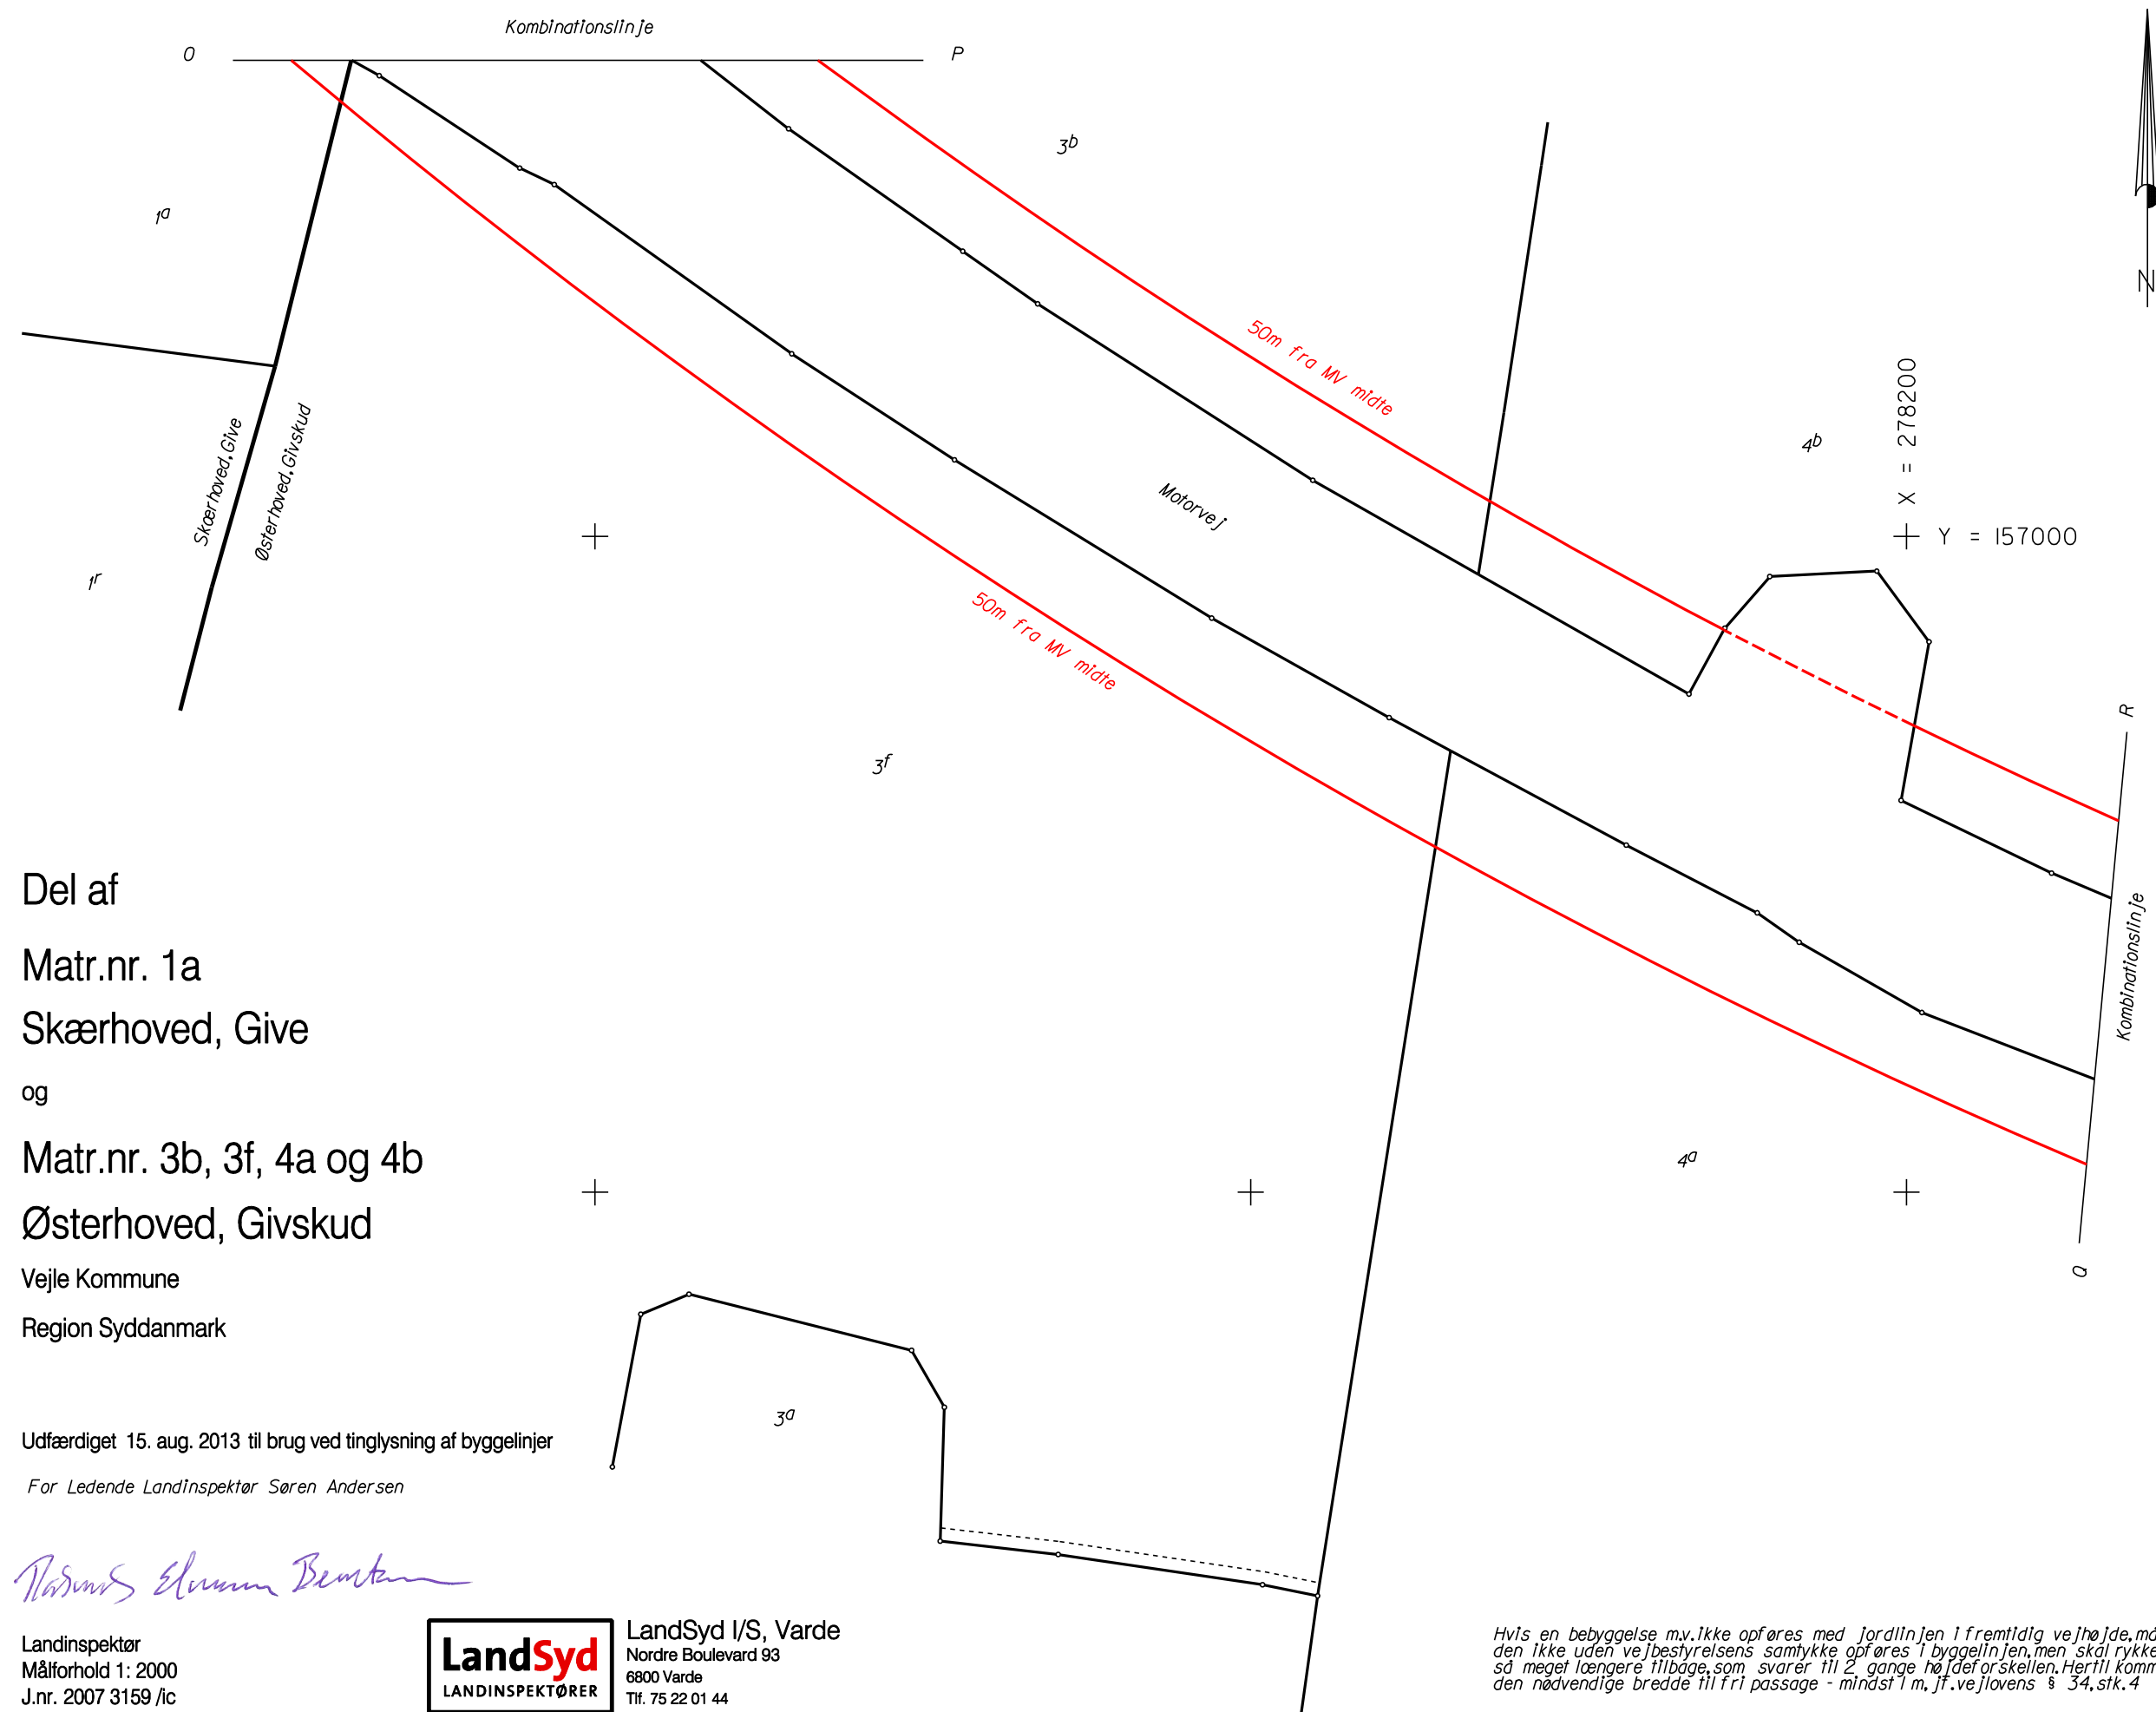 Kombinationslinje
O
P
3b
1a
50m fra MV midte
N
X = 278200
4b
Skærhoved, Give
Østerhoved, Givskud
Motorvej
Y = 157000
1r
50m fra MV midte
R
3f
Del af
Matr.nr. 1a
Skærhoved, Give
og
Matr.nr. 3b, 3f, 4a og 4b
Østerhoved, Givskud
Vejle Kommune
Region Syddanmark
Kombinationslinje
4a
Q
3a
Udfærdiget 15. aug. 2013 til brug ved tinglysning af byggelinjer
For Ledende Landinspektør Søren Andersen
Landinspektør
Målforhold 1: 2000
J.nr. 2007 3159 /ic
LandSyd
LANDINSPEKTØRER
LandSyd I/S, Varde
Nordre Boulevard 93
6800 Varde
Tlf. 75 22 01 44
Hvis en bebyggelse m.v. ikke opføres med jordlinjen i fremtidig vejhøjde, må
den ikke uden vejbestyrelsens samtykke opføres i byggelinjen, men skal rykke
så meget længere tilbage, som svarer til 2 gange højdeforskellen. Hertil komm
den nødvendige bredde til fri passage - mindst 1 m, jf. vejlovens § 34, stk. 4